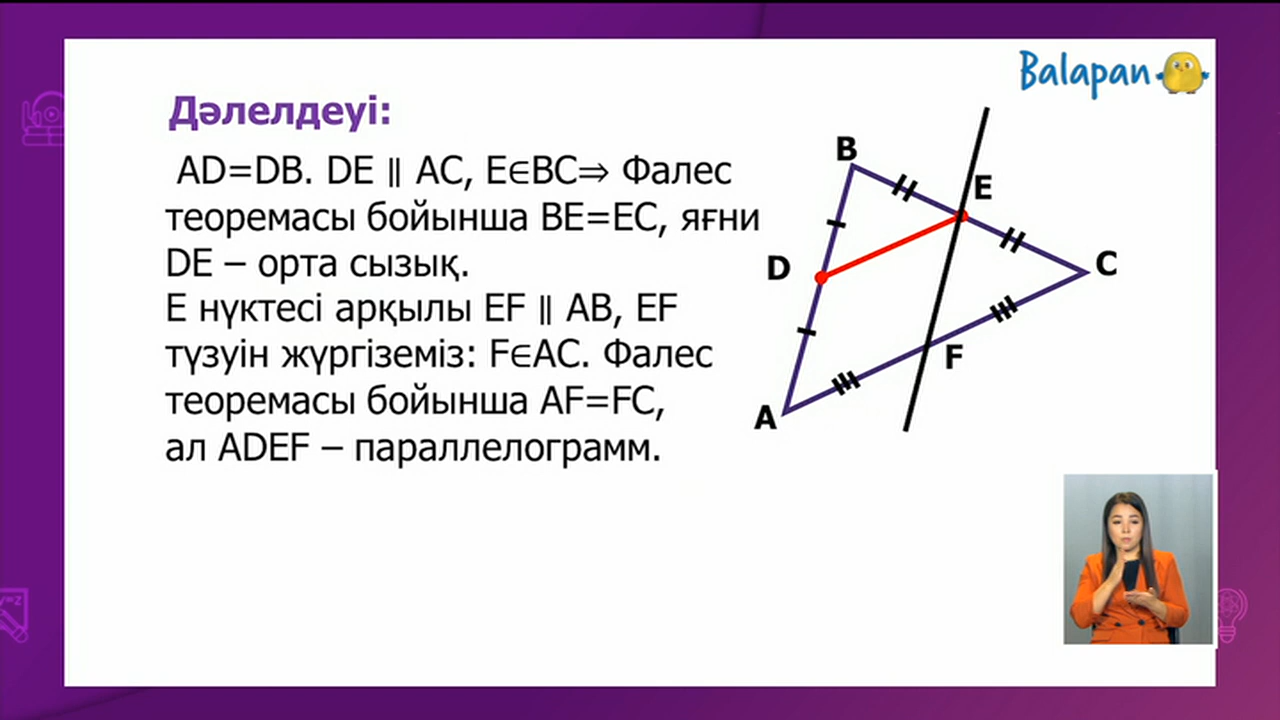 Balapan
Дәлелдеуі:
AD=DB. DE ∥ AC, E∈BC⇒ Фалес
теоремасы бойынша BE=EC, яғни
DE – орта сызық.
E нүктесі арқылы EF ∥ AB, EF
түзуін жүргіземіз: F∈AC. Фалес
теоремасы бойынша AF=FC,
ал ADEF – параллелограмм.
B
E
D
C
F
A